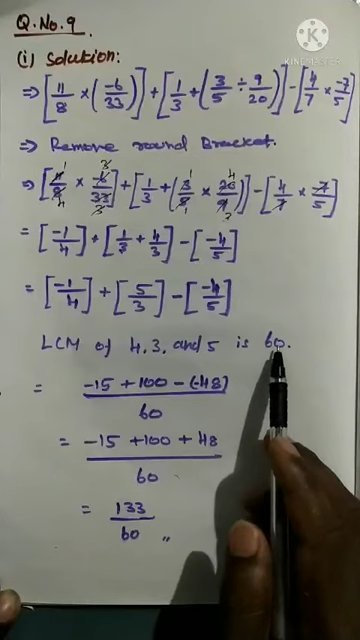 Q.No.9
KINEMASTER
(i) Solution:
⇒ [11/8 × (-6/33)] + [1/3 + (3/5 ÷ 9/20)] - [4/7 × -7/5]
⇒ Remove round Bracket.
⇒ [11/8 × -6/33] + [1/3 + (3/5 × 20/9)] - [4/7 × -7/5]
= [-1/4] + [1/3 + 4/3] - [-4/5]
= [-1/4] + [5/3] - [-4/5]
LCM of 4, 3, and 5 is 60.
= -15 + 100 - (-48) / 60
= -15 + 100 + 48 / 60
= 133/60 ,,